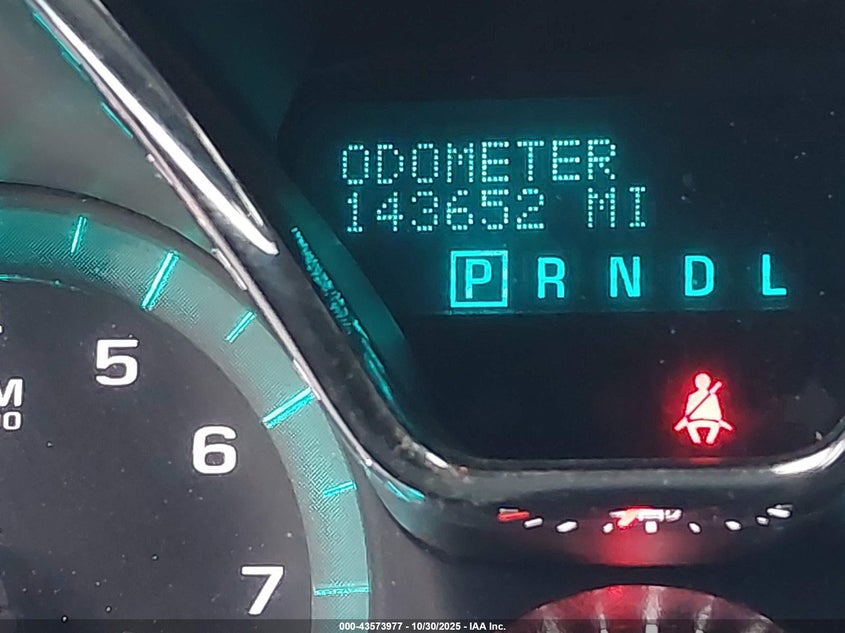 ODOMETER
143652 MI
P R N D L
5
6
7
000-43573977 - 10/30/2025 - IAA Inc.